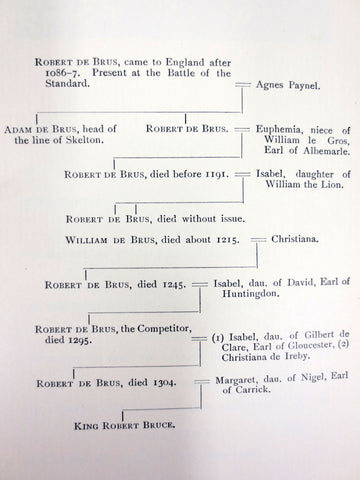 ROBERT DE BRUS, came to England after
1086-7. Present at the Battle of the
Standard.
Agnes Paynel.
ADAM DE BRUS, head of
the line of Skelton.
ROBERT DE BRUS.
Euphemia, niece of
William le Gros,
Earl of Albemarle.
ROBERT DE BRUS, died before 1191.
Isabel, daughter of
William the Lion.
ROBERT DE BRUS, died without issue.
WILLIAM DE BRUS, died about 1215.
Christiana.
ROBERT DE BRUS, died 1245.
Isabel, dau. of David, Earl of
Huntingdon.
ROBERT DE BRUS, the Competitor,
died 1295.
(1) Isabel, dau. of Gilbert de
Clare, Earl of Gloucester, (2)
Christiana de Ireby.
ROBERT DE BRUS, died 1304.
Margaret, dau. of Nigel, Earl
of Carrick.
KING ROBERT BRUCE.